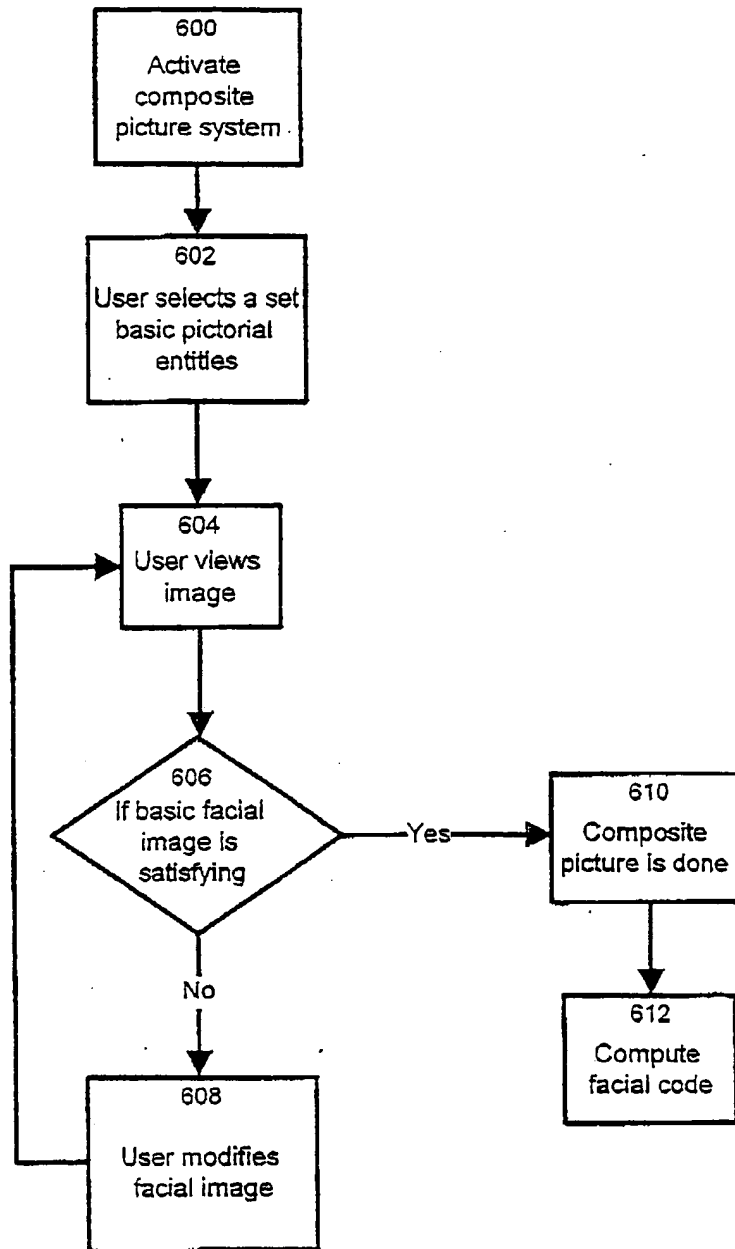 600
Activate
composite
picture system
602
User selects a set
basic pictorial
entitles
604
User views
image
606
If basic facial
image is
satisfying
Yes
610
Composite
picture is done
612
Compute
facial code
No
608
User modifies
facial image